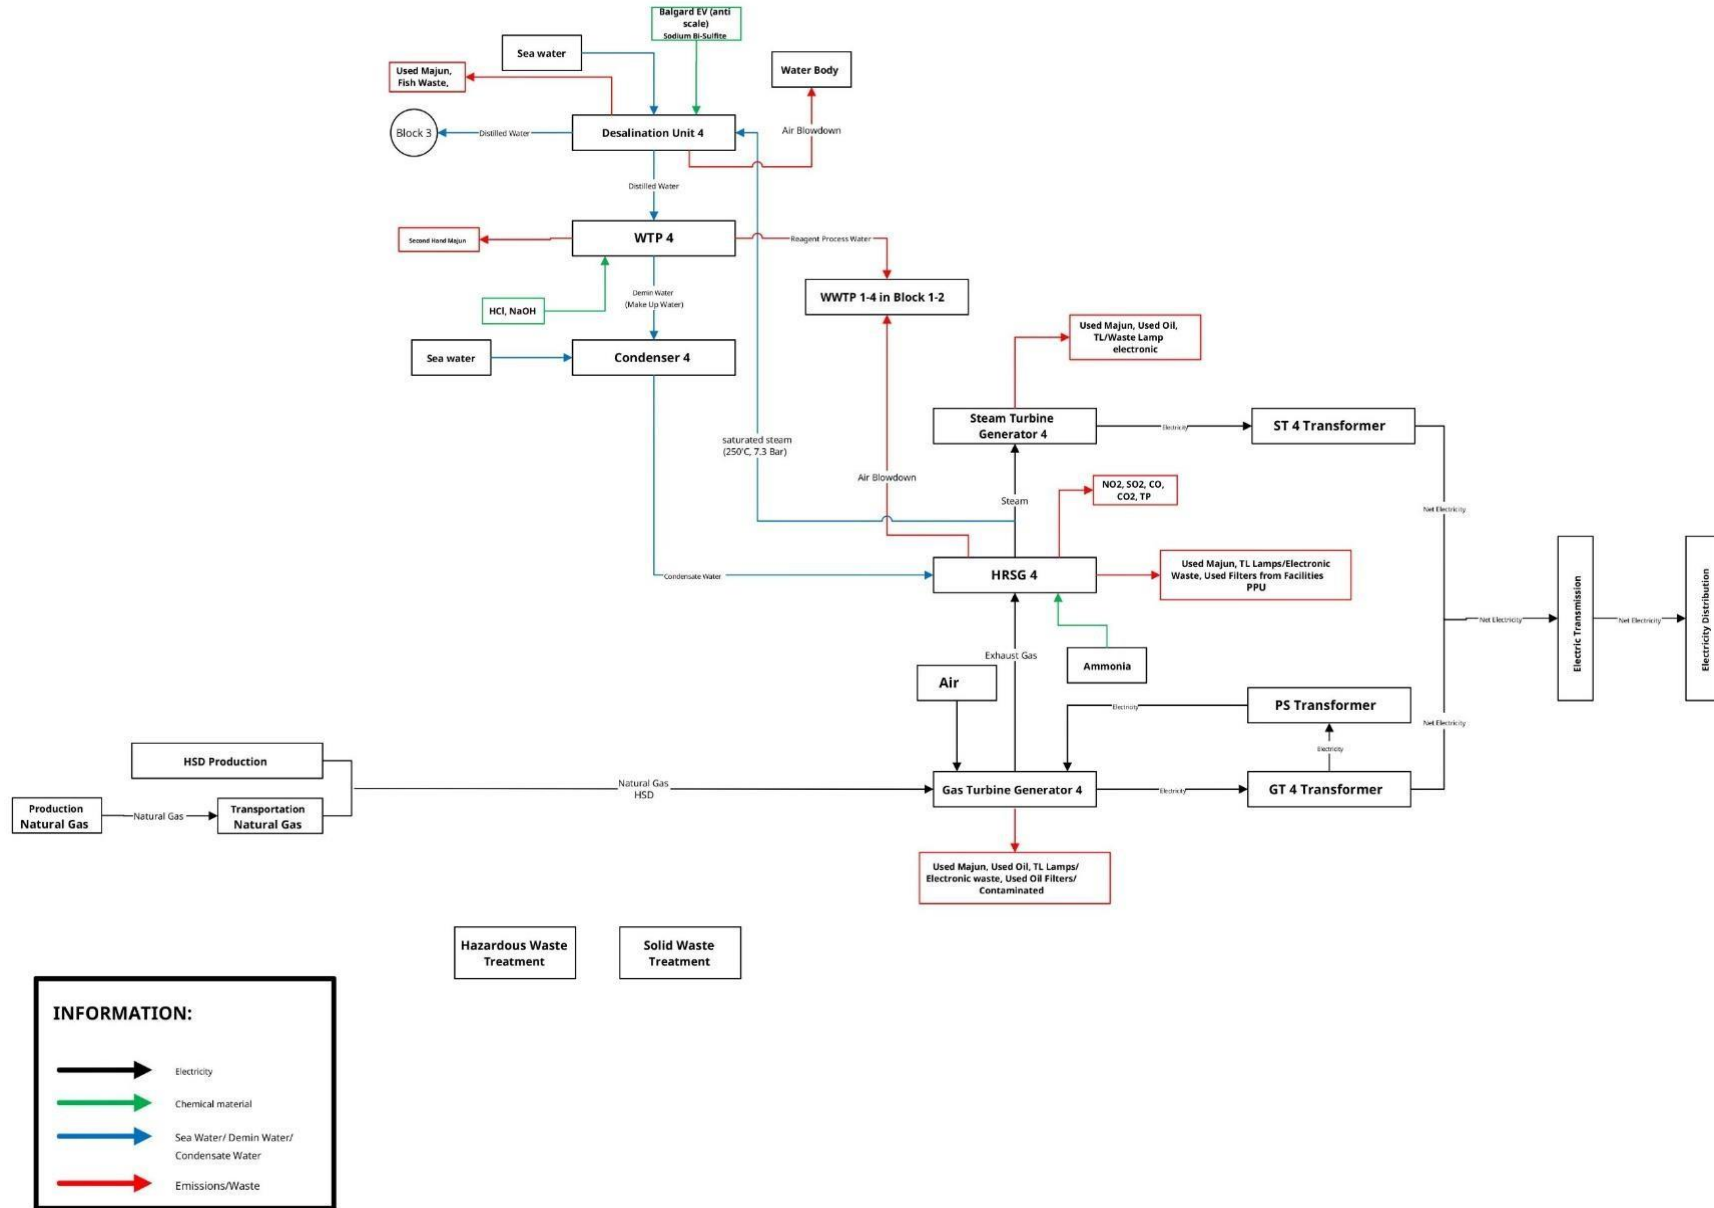 Balgard EV (anti
scale)
Sodium Bi-Sulfite
Sea water
Used Majun,
Fish Waste,
Water Body
Block 3
Distilled Water
Desalination Unit 4
Air Blowdown
Distilled Water
Second Hand Majun
WTP 4
Reagent Process Water
HCl, NaOH
Demin Water
(Make Up Water)
WWTP 1-4 in Block 1-2
Sea water
Condenser 4
Used Majun, Used Oil,
TL/Waste Lamp
electronic
saturated steam
(250'C, 7.3 Bar)
Steam Turbine
Generator 4
Electricity
ST 4 Transformer
Air Blowdown
Steam
NO2, SO2, CO,
CO2, TP
Net Electricity
Condensate Water
HRSG 4
Used Majun, TL Lamps/Electronic
Waste, Used Filters from Facilities
PPU
Exhaust Gas
Ammonia
Air
Net Electricity
Electric Transmission
Net Electricity
Electricity Distribution
Electricity
PS Transformer
Net Electricity
Electricity
HSD Production
Production
Natural Gas
Natural Gas
Transportation
Natural Gas
Natural Gas
HSD
Gas Turbine Generator 4
Electricity
GT 4 Transformer
Used Majun, Used Oil, TL Lamps/
Electronic waste, Used Oil Filters/
Contaminated
Hazardous Waste
Treatment
Solid Waste
Treatment
INFORMATION:
Electricity
Chemical material
Sea Water/ Demin Water/
Condensate Water
Emissions/Waste